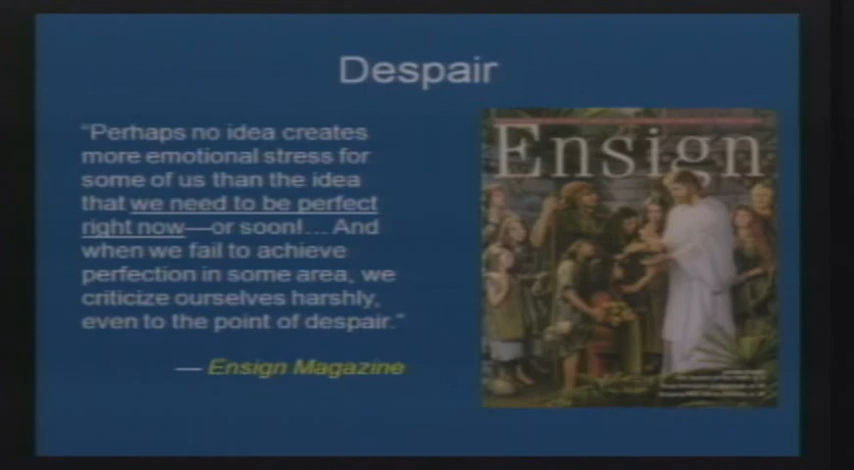 Despair
"Perhaps no idea creates
more emotional stress for
some of us than the idea
that we need to be perfect
right now—or soon!... And
when we fail to achieve
perfection in some area, we
criticize ourselves harshly,
even to the point of despair."
— Ensign Magazine
Ensign